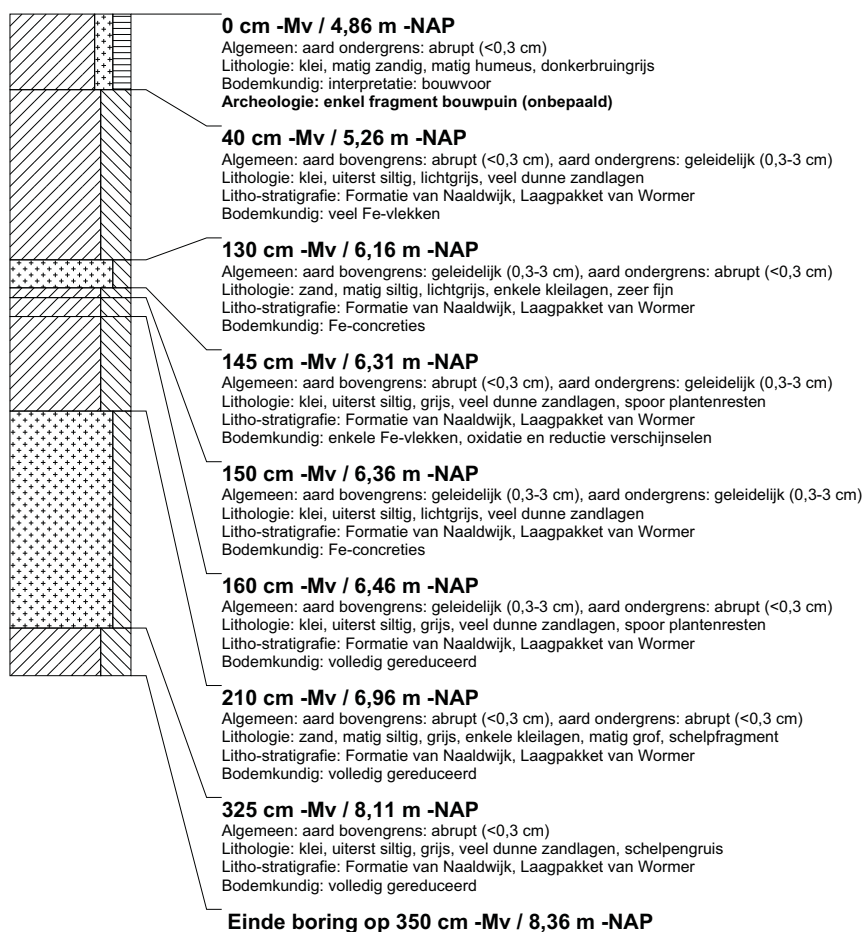 0 cm -Mv / 4,86 m -NAP
Algemeen: aard ondergrens: abrupt (<0,3 cm)
Lithologie: klei, matig zandig, matig humeus, donkerbruingrijs
Bodemkundig: interpretatie: bouwvoor
Archeologie: enkel fragment bouwpuin (onbepaald)
40 cm -Mv / 5,26 m -NAP
Algemeen: aard bovengrens: abrupt (<0,3 cm), aard ondergrens: geleidelijk (0,3-3 cm)
Lithologie: klei, uiterst siltig, lichtgrijs, veel dunne zandlagen
Litho-stratigrafie: Formatie van Naaldwijk, Laagpakket van Wormer
Bodemkundig: veel Fe-vlekken
130 cm -Mv / 6,16 m -NAP
Algemeen: aard bovengrens: geleidelijk (0,3-3 cm), aard ondergrens: abrupt (<0,3 cm)
Lithologie: zand, matig siltig, lichtgrijs, enkele kleilagen, zeer fijn
Litho-stratigrafie: Formatie van Naaldwijk, Laagpakket van Wormer
Bodemkundig: Fe-concreties
145 cm -Mv / 6,31 m -NAP
Algemeen: aard bovengrens: abrupt (<0,3 cm), aard ondergrens: geleidelijk (0,3-3 cm)
Lithologie: klei, uiterst siltig, grijs, veel dunne zandlagen, spoor plantenresten
Litho-stratigrafie: Formatie van Naaldwijk, Laagpakket van Wormer
Bodemkundig: enkele Fe-vlekken, oxidatie en reductie verschijnselen
150 cm -Mv / 6,36 m -NAP
Algemeen: aard bovengrens: geleidelijk (0,3-3 cm), aard ondergrens: geleidelijk (0,3-3 cm)
Lithologie: klei, uiterst siltig, lichtgrijs, veel dunne zandlagen
Litho-stratigrafie: Formatie van Naaldwijk, Laagpakket van Wormer
Bodemkundig: Fe-concreties
160 cm -Mv / 6,46 m -NAP
Algemeen: aard bovengrens: geleidelijk (0,3-3 cm), aard ondergrens: abrupt (<0,3 cm)
Lithologie: klei, uiterst siltig, grijs, veel dunne zandlagen, spoor plantenresten
Litho-stratigrafie: Formatie van Naaldwijk, Laagpakket van Wormer
Bodemkundig: volledig gereduceerd
210 cm -Mv / 6,96 m -NAP
Algemeen: aard bovengrens: abrupt (<0,3 cm), aard ondergrens: abrupt (<0,3 cm)
Lithologie: zand, matig siltig, grijs, enkele kleilagen, matig grof, schelpfragment
Litho-stratigrafie: Formatie van Naaldwijk, Laagpakket van Wormer
Bodemkundig: volledig gereduceerd
325 cm -Mv / 8,11 m -NAP
Algemeen: aard bovengrens: abrupt (<0,3 cm)
Lithologie: klei, uiterst siltig, grijs, veel dunne zandlagen, schelpengruis
Litho-stratigrafie: Formatie van Naaldwijk, Laagpakket van Wormer
Bodemkundig: volledig gereduceerd
Einde boring op 350 cm -Mv / 8,36 m -NAP